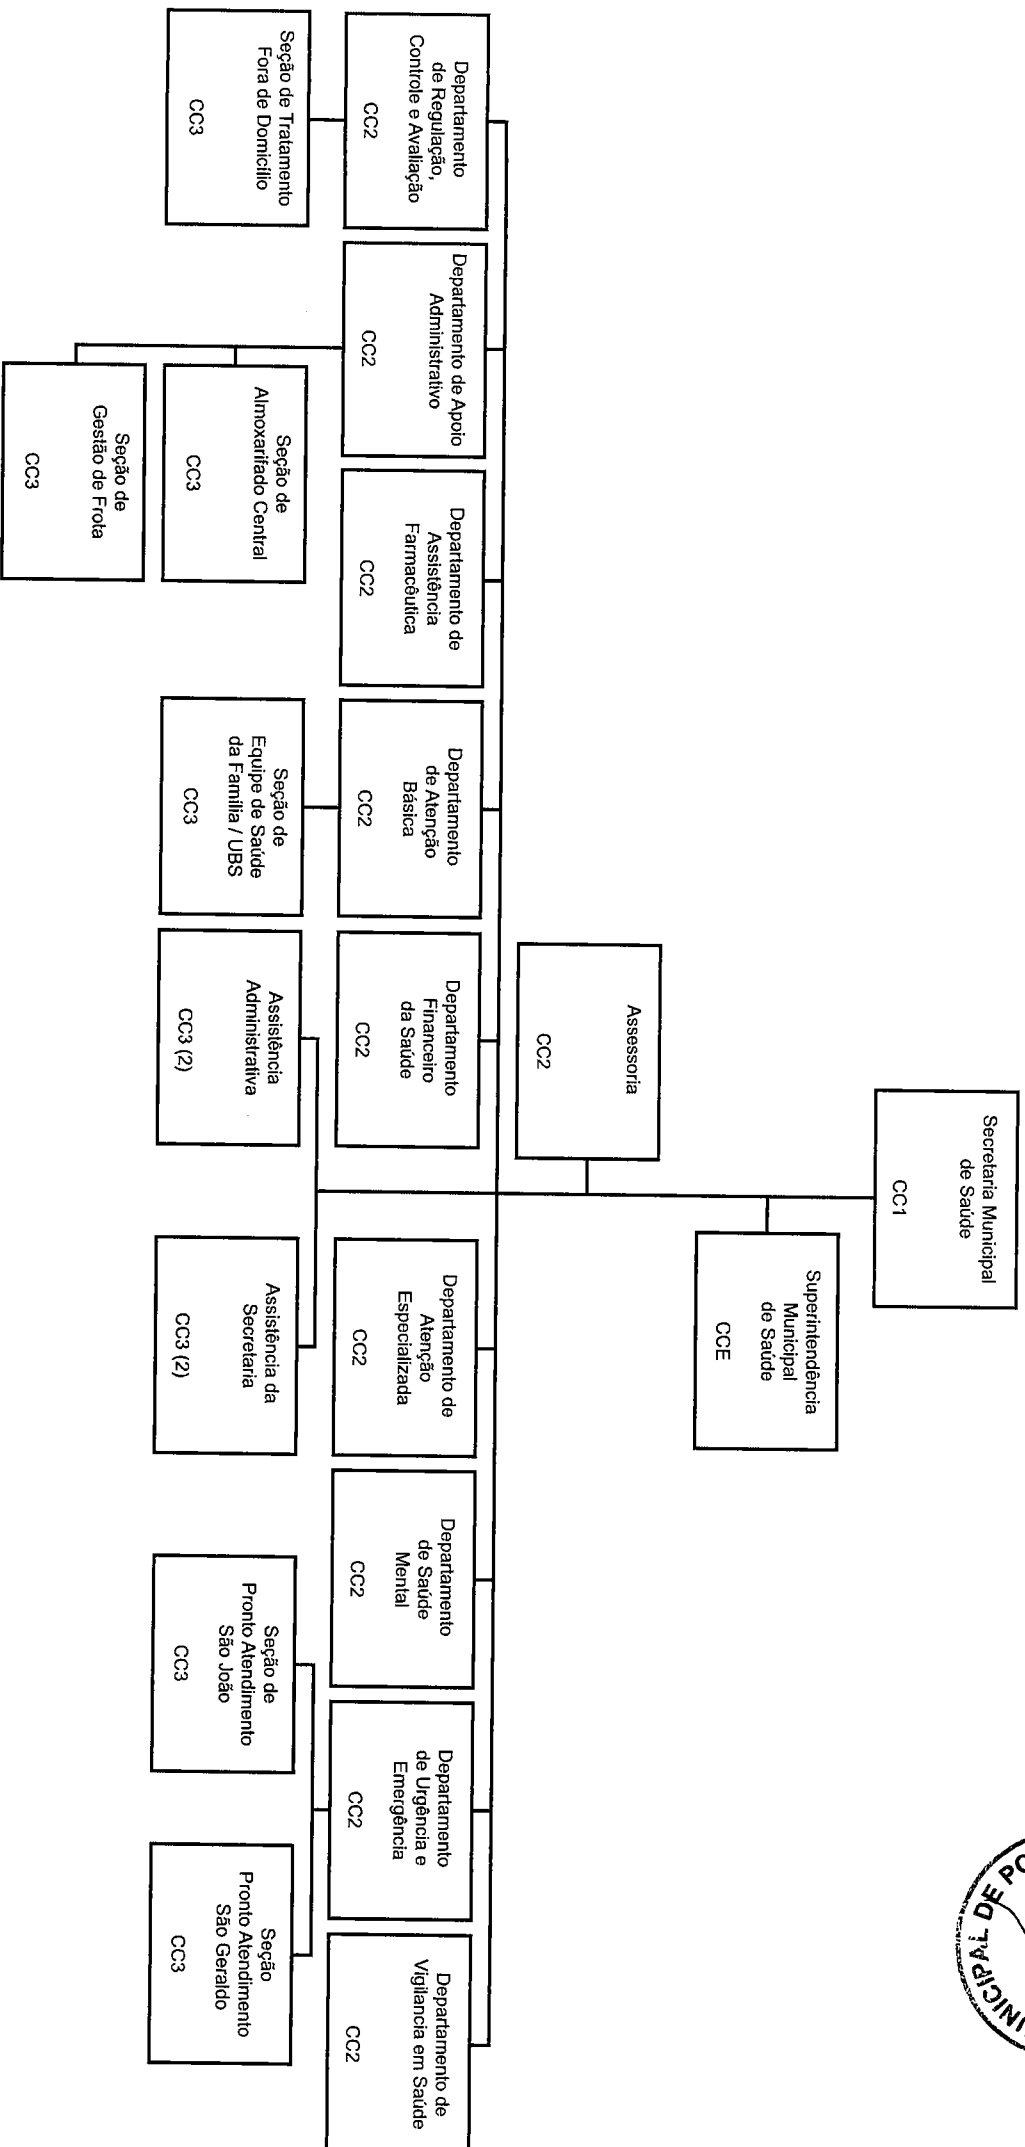 Secretaria Municipal
de Saúde
CC1
Superintendência
Municipal
de Saúde
CCE
Assessoria
CC2
Departamento
de Regulação,
Controle e Avaliação
CC2
Departamento de Apoio
Administrativo
CC2
Departamento de
Assistência
Farmacêutica
CC2
Departamento
de Atenção
Básica
CC2
Departamento
Financeiro
da Saúde
CC2
Departamento de
Atenção
Especializada
CC2
Departamento
de Saúde
Mental
CC2
Departamento
de Urgência e
Emergência
CC2
Departamento de
Vigilancia em Saúde
CC2
Seção de Tratamento
Fora de Domicílio
CC3
Seção de
Almoxarifado Central
CC3
Seção de
Gestão de Frota
CC3
Seção de
Equipe de Saúde
da Família / UBS
CC3
Assistência
Administrativa
CC3 (2)
Assistência da
Secretaria
CC3 (2)
Seção de
Pronto Atendimento
São João
CC3
Seção
Pronto Atendimento
São Geraldo
CC3
DE